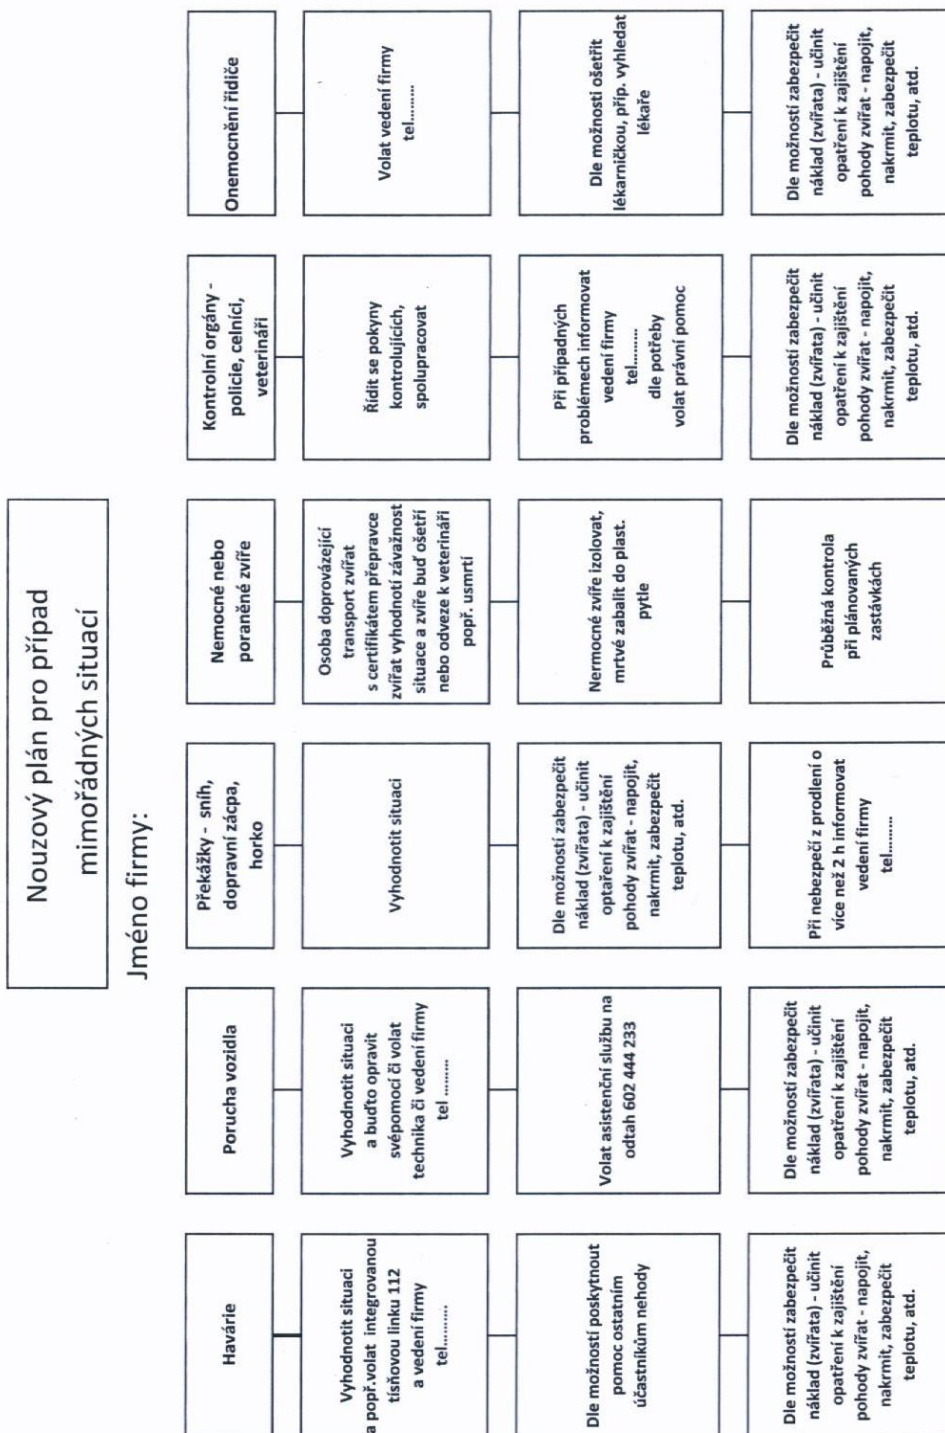 Nouzový plán pro případ
mimořádných situací
Jméno firmy:
Havárie
Vyhodnotit situaci
a popř.volat integrovanou
tísňovou linku 112
a vedení firmy
tel...........
Dle možností poskytnout
pomoc ostatním
účastníkům nehody
Dle možností zabezpečit
náklad (zvířata) - učinit
opatření k zajištění
pohody zvířat - napojit,
nakrmit, zabezpečit
teplotu, atd.
Porucha vozidla
Vyhodnotit situaci
a buďto opravit
svépomocí či volat
technika či vedení firmy
tel .........
Volat asistenční službu na
odtah 602 444 233
Dle možností zabezpečit
náklad (zvířata) - učinit
opatření k zajištění
pohody zvířat - napojit,
nakrmit, zabezpečit
teplotu, atd.
Překážky - sníh,
dopravní zácpa,
horko
Vyhodnotit situaci
Dle možností zabezpečit
náklad (zvířata) - učinit
optaření k zajištění
pohody zvířat - napojit,
nakrmit, zabezpečit
teplotu, atd.
Při nebezpečí z prodlení o
více než 2 h informovat
vedení firmy
tel..........
Nemocné nebo
poraněné zvíře
Osoba doprovázející
transport zvířat
s certifikátem přepravce
zvířat vyhodnotí závažnost
situace a zvíře buď ošetří
nebo odveze k veterináři
popř. usmrtí
Nermocné zvíře izolovat,
mrtvé zabalit do plast.
pytle
Průběžná kontrola
při plánovaných
zastávkách
Kontrolní orgány -
policie, celníci,
veterináři
Řídit se pokyny
kontrolujících,
spolupracovat
Při případných
problémech informovat
vedení firmy
tel..........
dle potřeby
volat právní pomoc
Dle možností zabezpečit
náklad (zvířata) - učinit
opatření k zajištění
pohody zvířat - napojit,
nakrmit, zabezpečit
teplotu, atd.
Onemocnění řidiče
Volat vedení firmy
tel..........
Dle možnosti ošetřit
lékarničkou, příp. vyhledat
lékaře
Dle možností zabezpečit
náklad (zvířata) - učinit
opatření k zajištění
pohody zvířat - napojit,
nakrmit, zabezpečit
teplotu, atd.